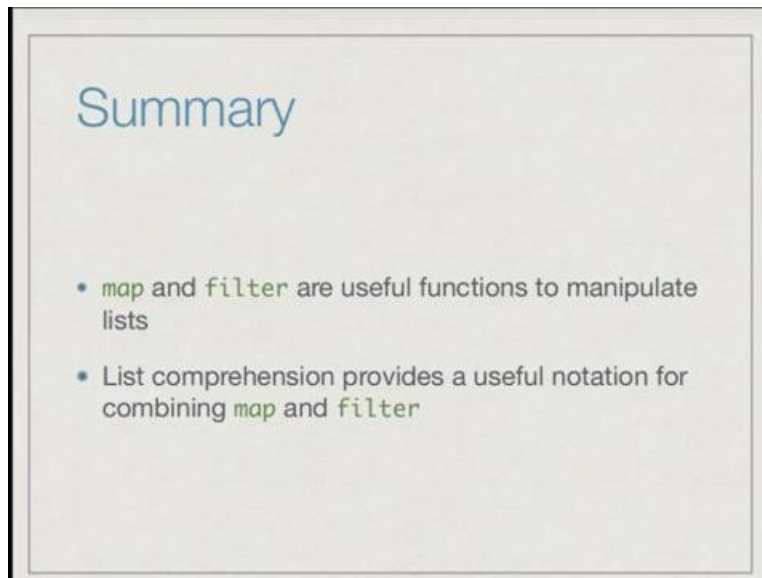 Summary
• map and filter are useful functions to manipulate
lists
• List comprehension provides a useful notation for
combining map and filter